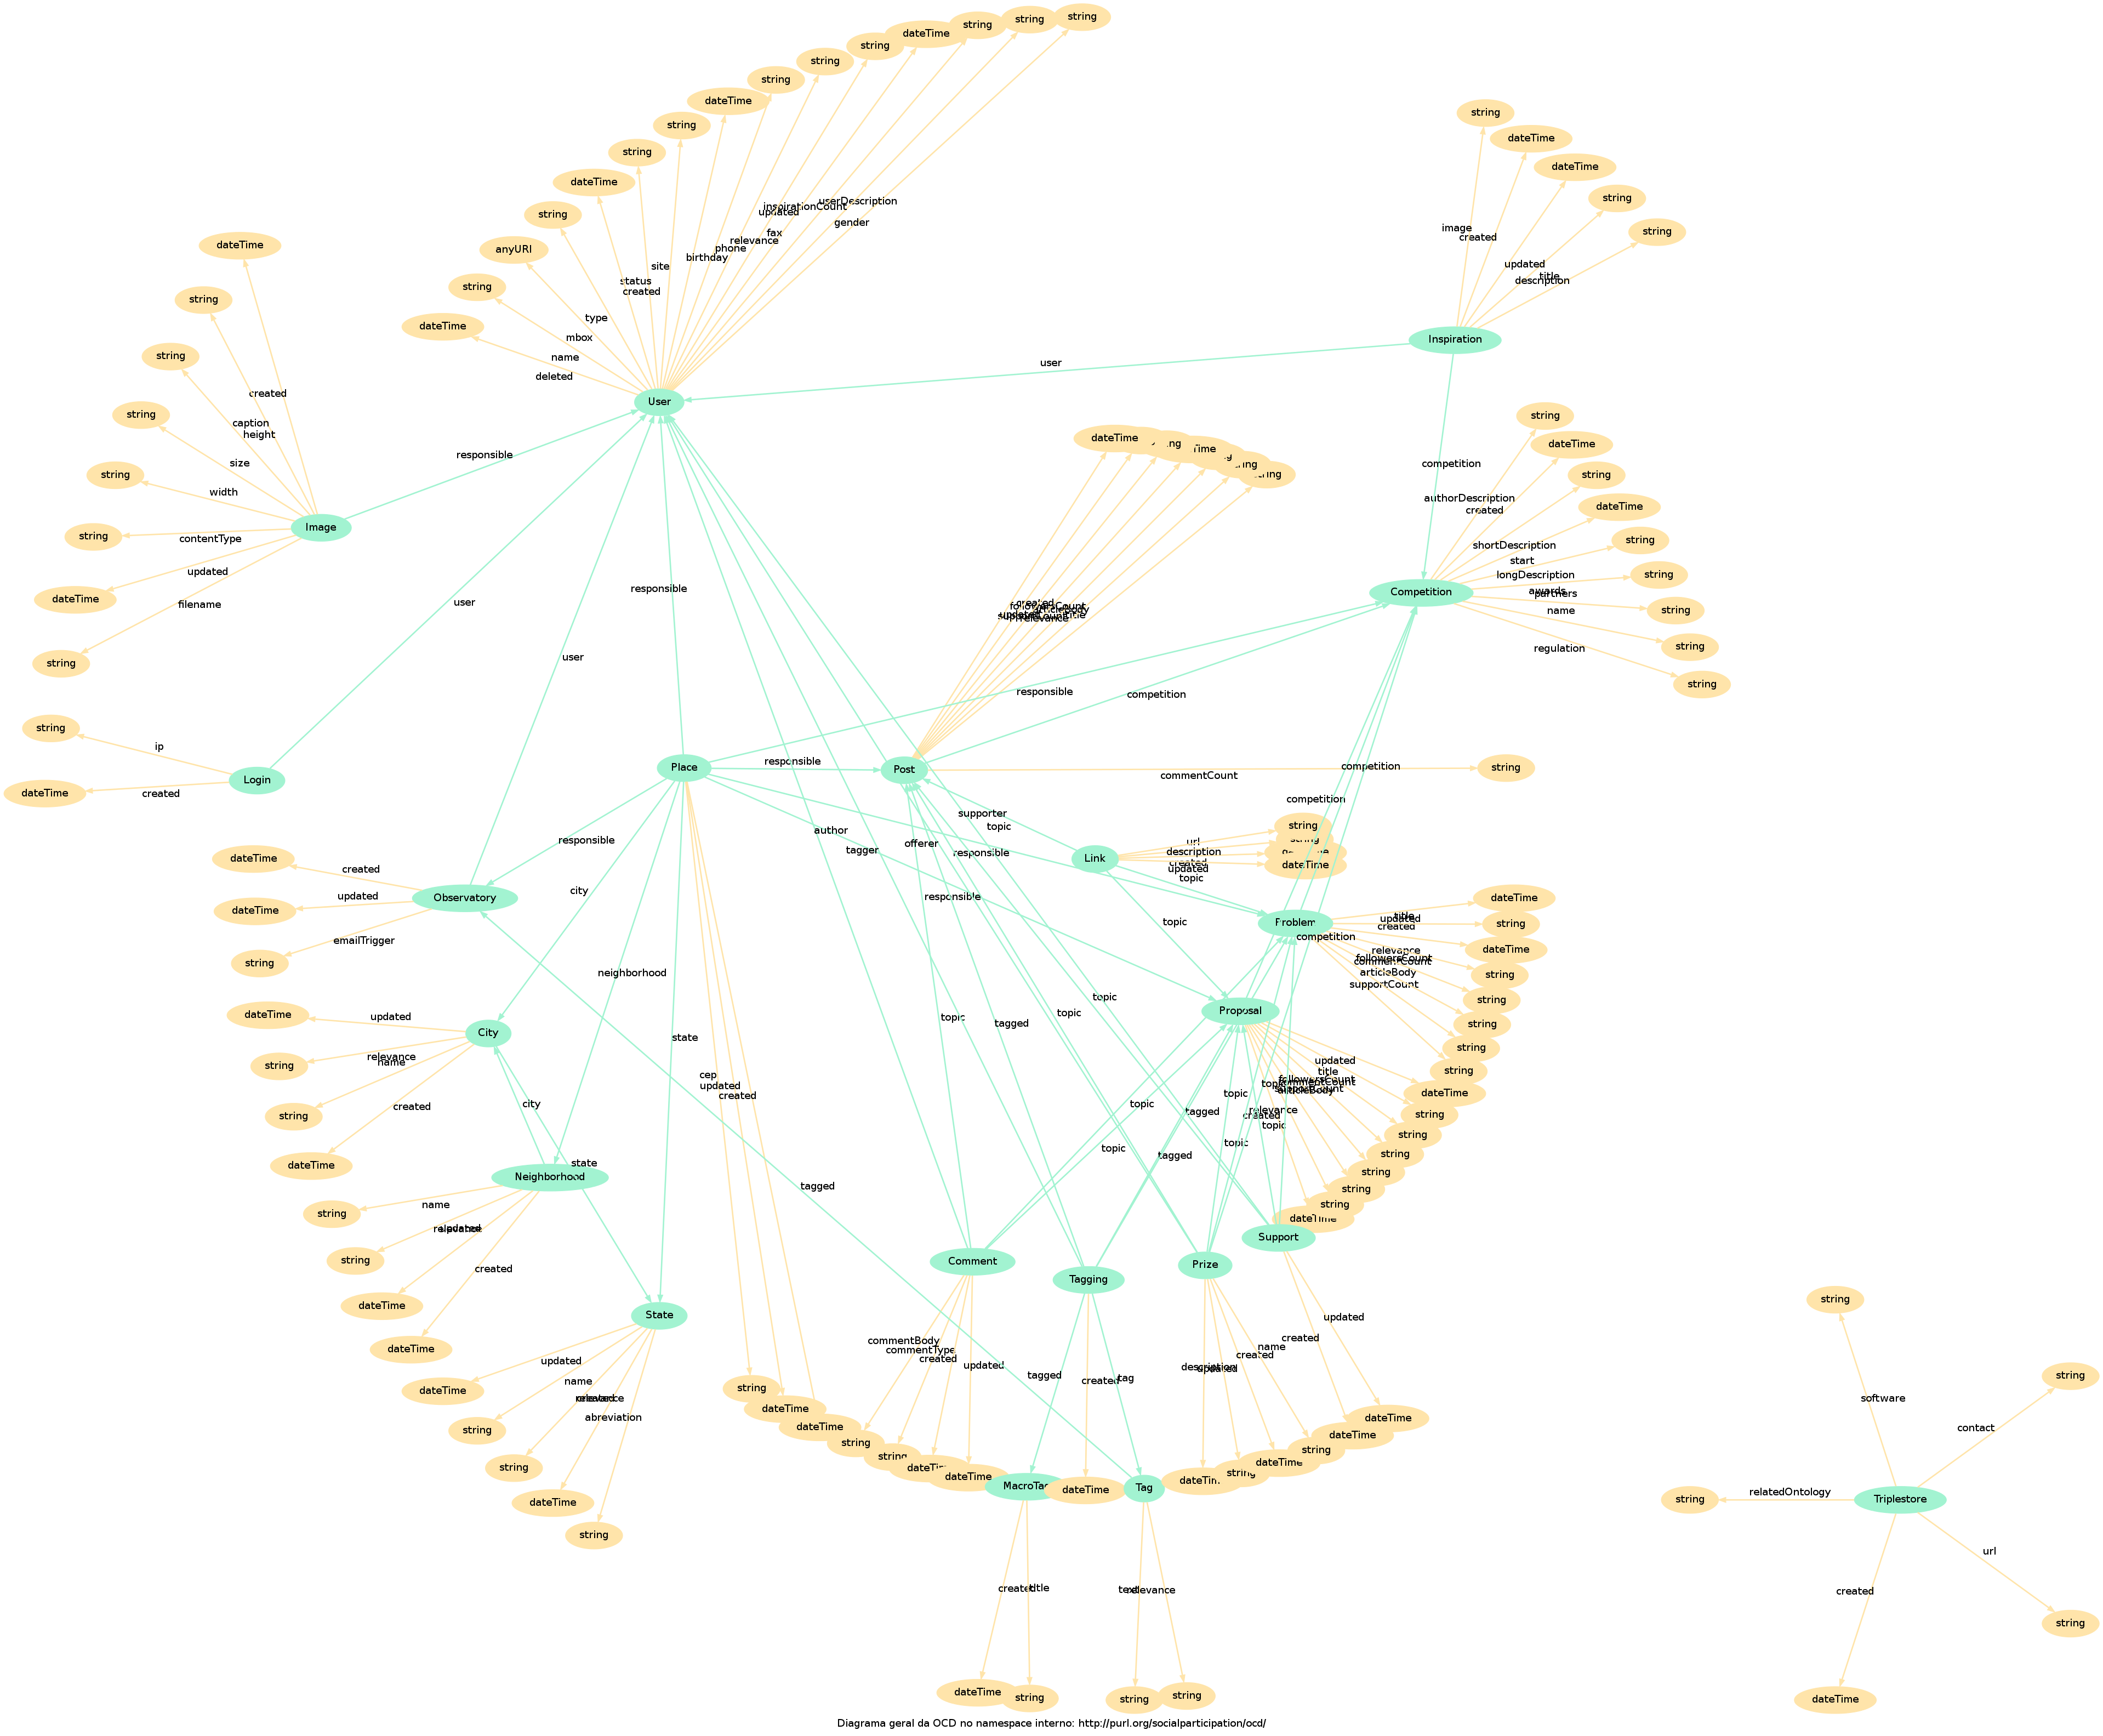 string
string
string
dateTime
string
string
string
dateTime
string
string
dateTime
string
anyURI
string
dateTime
userDescription
inspirationCount
updated
gender
fax
relevance
phone
birthday
site
status
created
type
mbox
name
deleted
User
string
dateTime
dateTime
string
string
image
created
updated
title
description
Inspiration
user
competition
dateTime
string
string
string
string
string
dateTime
string
created
caption
height
size
width
contentType
updated
filename
Image
responsible
string
dateTime
string
dateTime
string
string
string
string
string
authorDescription
created
shortDescription
start
longDescription
awards
partners
name
regulation
Competition
dateTime
string
created
followersCount
articleBody
title
relevance
user
user
responsible
responsible
competition
string
ip
Login
dateTime
created
Place
responsible
Post
commentCount
string
competition
competition
supporter
topic
author
tagger
offerer
responsible
responsible
Link
url
description
created
updated
topic
string
dateTime
responsible
dateTime
created
dateTime
updated
string
emailTrigger
Observatory
city
responsible
topic
Problem
competition
dateTime
string
dateTime
string
string
string
string
string
title
updated
created
relevance
followersCount
commentCount
articleBody
supportCount
neighborhood
topic
topic
topic
tagged
state
Proposal
dateTime
updated
City
string
relevance
name
string
created
dateTime
city
state
cep
updated
created
updated
title
followersCount
commentCount
supportCount
articleBody
relevance
created
dateTime
string
string
string
string
string
string
dateTime
topic
topic
tagged
tagged
topic
topic
topic
topic
tagged
Neighborhood
string
name
string
relevance
updated
dateTime
created
dateTime
State
dateTime
updated
string
name
string
relevance
dateTime
abreviation
string
Comment
Tagging
Prize
Support
commentBody
commentType
created
updated
tagged
created
tag
description
updated
created
name
created
updated
string
dateTime
dateTime
string
string
dateTime
dateTime
Tag
dateTime
string
dateTime
string
dateTime
dateTime
created
title
text
relevance
dateTime
string
string
string
string
software
string
contact
string
relatedOntology
Triplestore
url
string
created
dateTime
Diagrama geral da OCD no namespace interno: http://purl.org/socialparticipation/ocd/